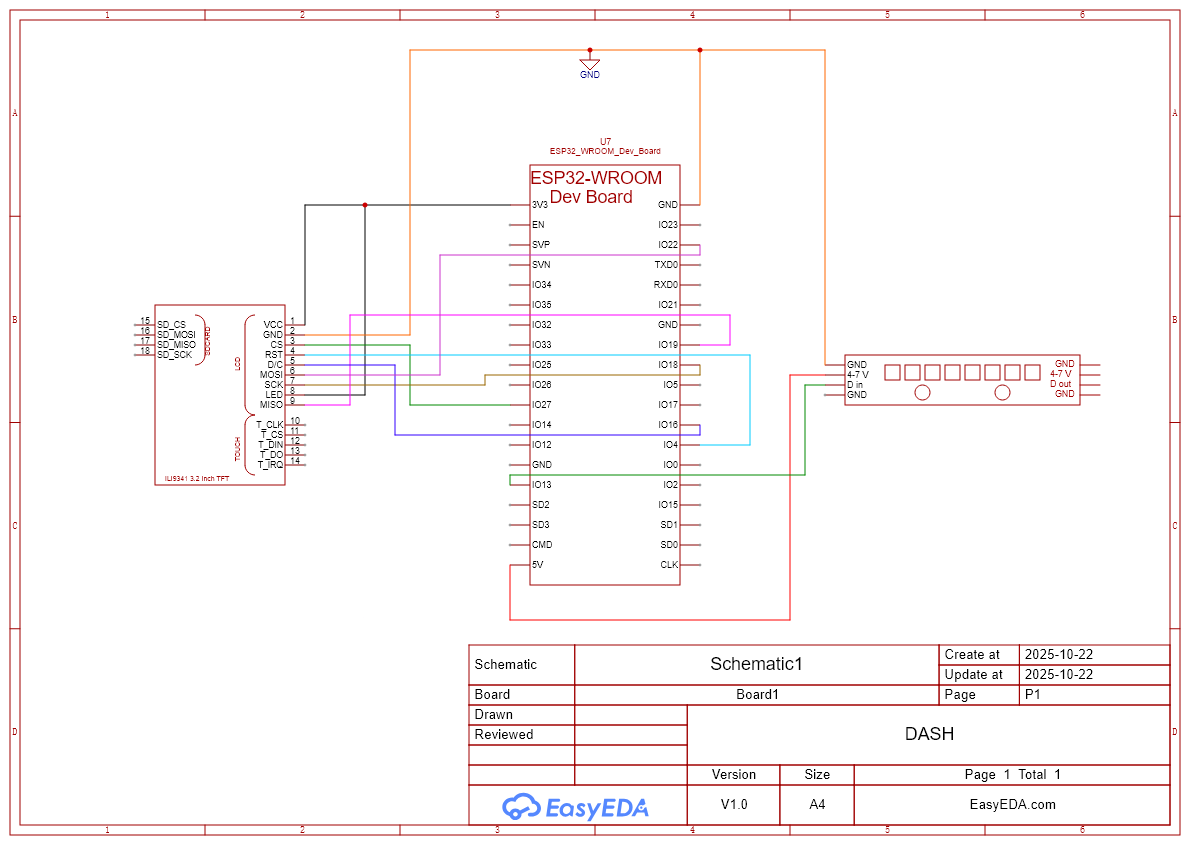 1 2 3 4 5 6
A A
B B
C C
D D
GND
U7
ESP32_WROOM_Dev_Board
ESP32-WROOM
Dev Board
3V3 GND
EN IO23
SVP IO22
SVN TXD0
IO34 RXD0
IO35 IO21
IO32 GND
IO33 IO19
IO25 IO18
IO26 IO5
IO27 IO17
IO14 IO16
IO12 IO4
GND IO0
IO13 IO2
SD2 IO15
SD3 SD1
CMD SD0
5V CLK
15 SD_CS
16 SD_MOSI
17 SD_MISO
18 SD_SCK
SDCARD
LCD
VCC 1
GND 2
CS 3
RST 4
D/C 5
MOSI 6
SCK 7
LED 8
MISO 9
TOUCH
T_CLK 10
T_CS 11
T_DIN 12
T_DO 13
T_IRQ 14
ILI9341 3.2 inch TFT
GND GND
4-7 V 4-7 V
D in D out
GND GND
Schematic Schematic1 Create at 2025-10-22
Update at 2025-10-22
Board Board1 Page P1
Drawn
Reviewed
DASH
Version Size Page 1 Total 1
EasyEDA V1.0 A4 EasyEDA.com
1 2 3 4 5 6